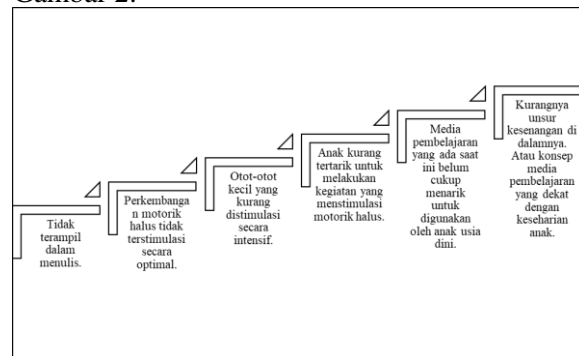 Gambar 2.
Tidak
terampil
dalam
menulis.
Perkembanga
n motorik
halus tidak
terstimulasi
secara
optimal.
Otot-otot
kecil yang
kurang
distimulasi
secara
intensif.
Anak kurang
tertarik untuk
melakukan
kegiatan yang
menstimulasi
motorik halus.
Media
pembelajaran
yang ada saat
ini belum
cukup
menarik
untuk
digunakan
oleh anak usia
dini.
Kurangnya
unsur
kesenangan di
dalamnya.
Atau konsep
media
pembelajaran
yang dekat
dengan
keseharian
anak.